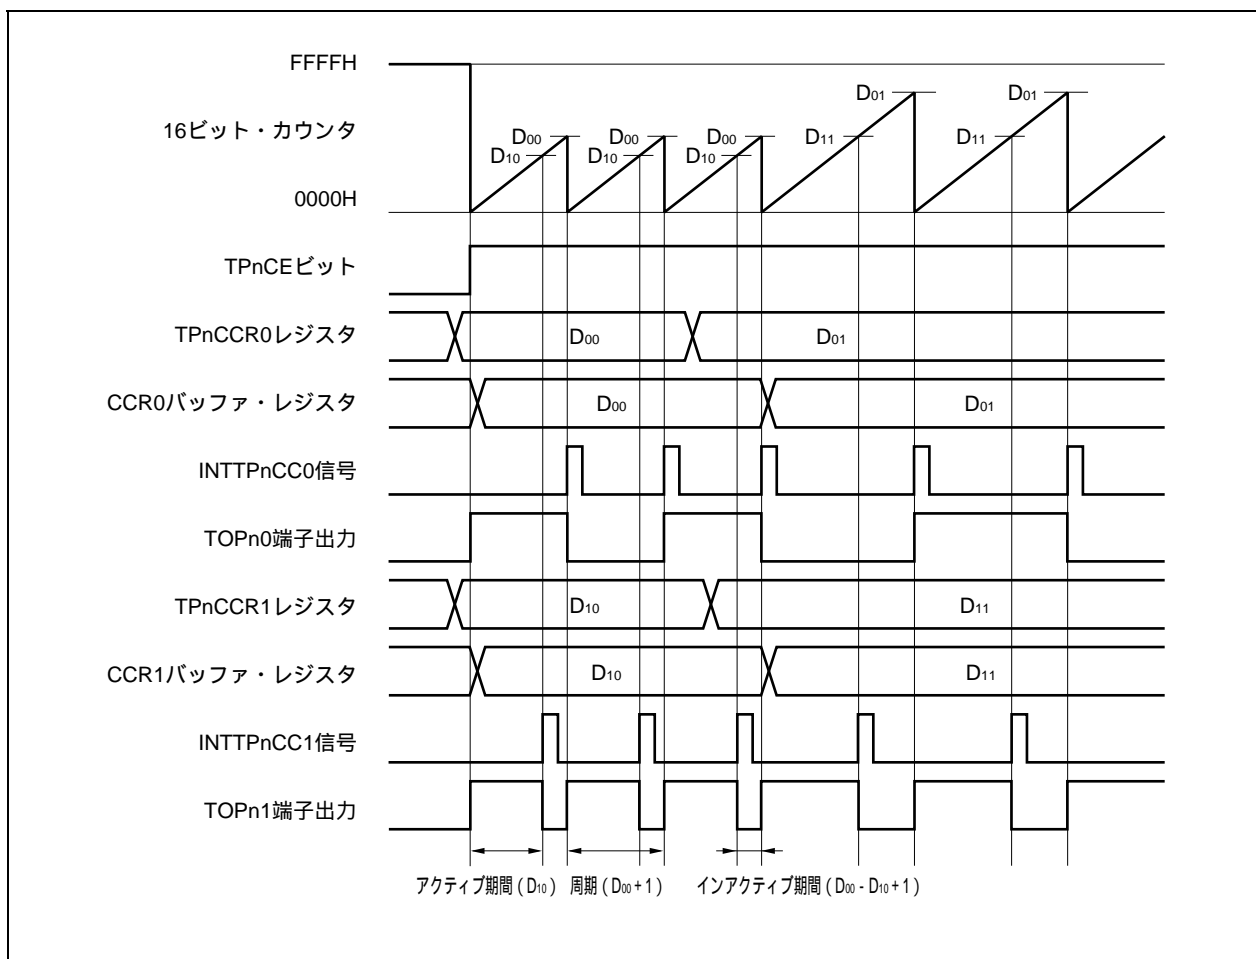 FFFFH
D01 D01
16ビット・カウンタ D00 D00 D00 D11 D11
D10 D10 D10
0000H
TPnCEビット
TPnCCR0レジスタ D00 D01
CCR0バッファ・レジスタ D00 D01
INTTPnCC0信号
TOPn0端子出力
TPnCCR1レジスタ D10 D11
CCR1バッファ・レジスタ D10 D11
INTTPnCC1信号
TOPn1端子出力
アクティブ期間(D10) 周期(D00+1) インアクティブ期間(D00 - D10+1)